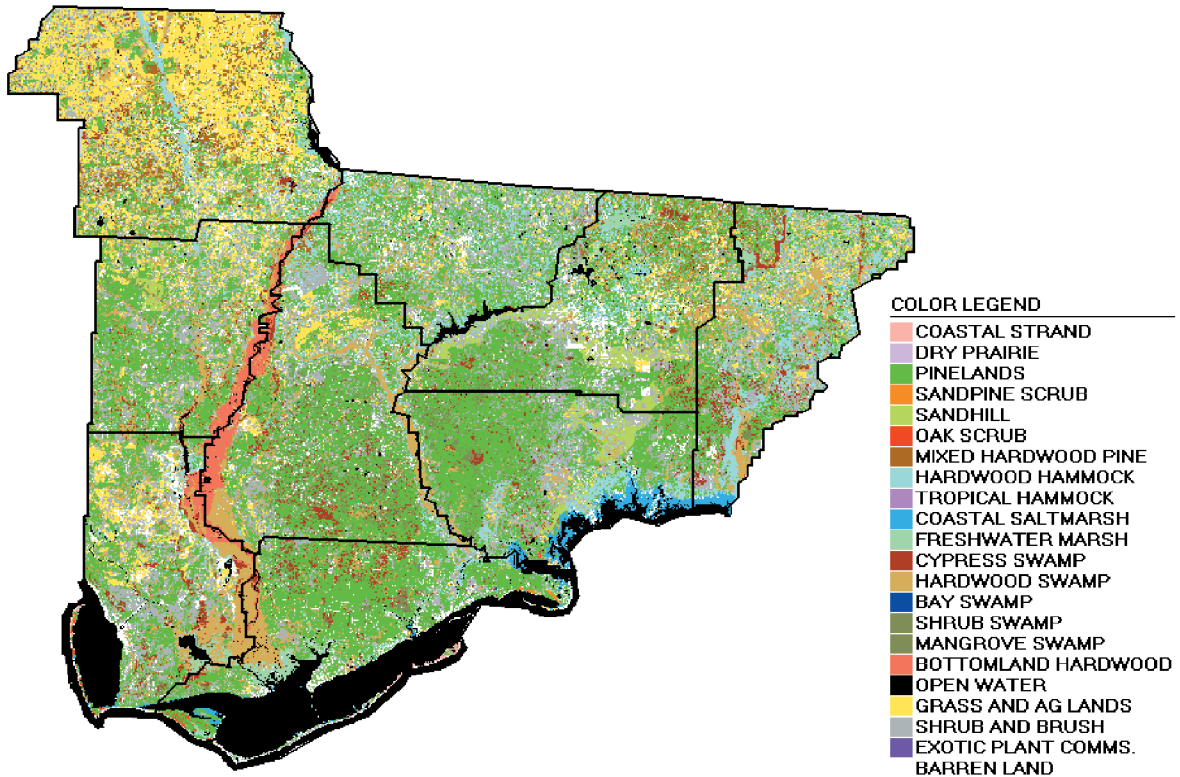 COLOR LEGEND
COASTAL STRAND
DRY PRAIRIE
PINELANDS
SANDPINE SCRUB
SANDHILL
OAK SCRUB
MIXED HARDWOOD PINE
HARDWOOD HAMMOCK
TROPICAL HAMMOCK
COASTAL SALTMARSH
FRESHWATER MARSH
CYPRESS SWAMP
HARDWOOD SWAMP
BAY SWAMP
SHRUB SWAMP
MANGROVE SWAMP
BOTTOMLAND HARDWOOD
OPEN WATER
GRASS AND AG LANDS
SHRUB AND BRUSH
EXOTIC PLANT COMMS.
BARREN LAND